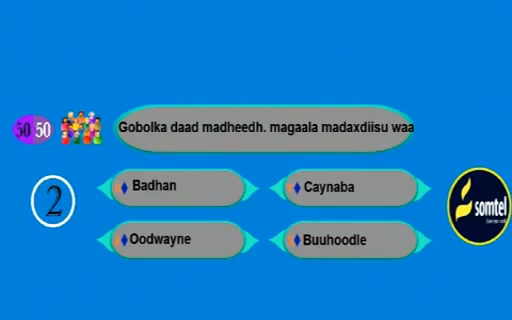 50 50
Gobolka daad madheedh. magaala madaxdiisu waa
2
Badhan
Caynaba
Oodwayne
Buuhoodle
somtel